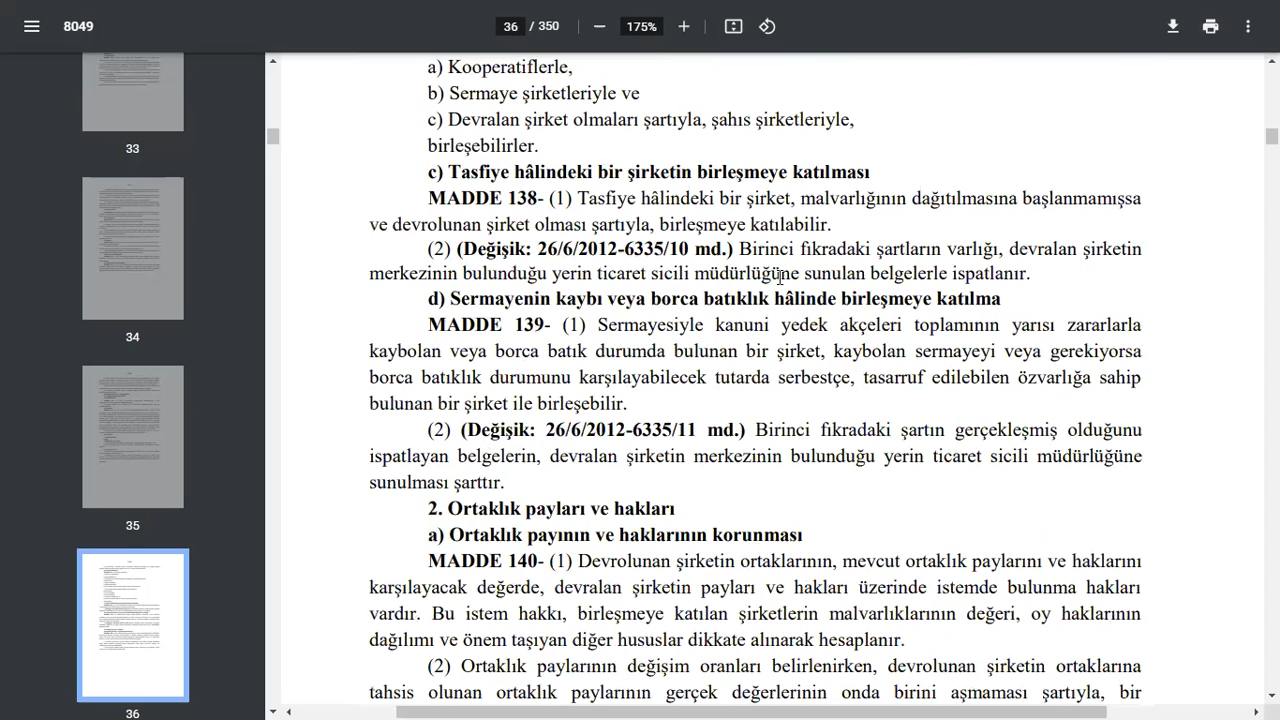 8049
36 / 350
175%
a) Kooperatiflerle,
b) Sermaye şirketleriyle ve
c) Devralan şirket olmaları şartıyla, şahıs şirketleriyle,
birleşebilirler.
c) Tasfiye hâlindeki bir şirketin birleşmeye katılması
MADDE 138- (1) Tasfiye hâlindeki bir şirket, malvarlığının dağıtılmasına başlanmamışsa
ve devrolunan şirket olması şartıyla, birleşmeye katılabilir.
(2) (Değişik: 26/6/2012-6335/10 md.) Birinci fıkradaki şartların varlığı, devralan şirketin
merkezinin bulunduğu yerin ticaret sicili müdürlüğüne sunulan belgelerle ispatlanır.
d) Sermayenin kaybı veya borca batıklık hâlinde birleşmeye katılma
MADDE 139- (1) Sermayesiyle kanuni yedek akçeleri toplamının yarısı zararlarla
kaybolan veya borca batık durumda bulunan bir şirket, kaybolan sermayeyi veya gerekiyorsa
borca batıklık durumunu karşılayabilecek tutarda serbestçe tasarruf edilebilen özvarlığa sahip
bulunan bir şirket ile birleşebilir.
(2) (Değişik: 26/6/2012-6335/11 md.) Birinci fıkradaki şartın gerçekleşmiş olduğunu
ispatlayan belgelerin, devralan şirketin merkezinin bulunduğu yerin ticaret sicili müdürlüğüne
sunulması şarttır.
2. Ortaklık payları ve hakları
a) Ortaklık paylarının ve haklarının korunması
MADDE 140- (1) Devrolunan şirketin ortaklarının, mevcut ortaklık paylarını ve haklarını
karşılayacak değerde, devralan şirketin payları ve hakları üzerinde istemde bulunma hakları
vardır. Bu istem hakkı, birleşmeye katılan şirketlerin malvarlıklarının değeri, oy haklarının
dağılımı ve önem taşıyan diğer hususlar dikkate alınarak hesaplanır.
(2) Ortaklık paylarının değişim oranları belirlenirken, devrolunan şirketin ortaklarına
tahsis olunan ortaklık paylarının gerçek değerlerinin onda birini aşmaması şartıyla, bir
33
34
35
36